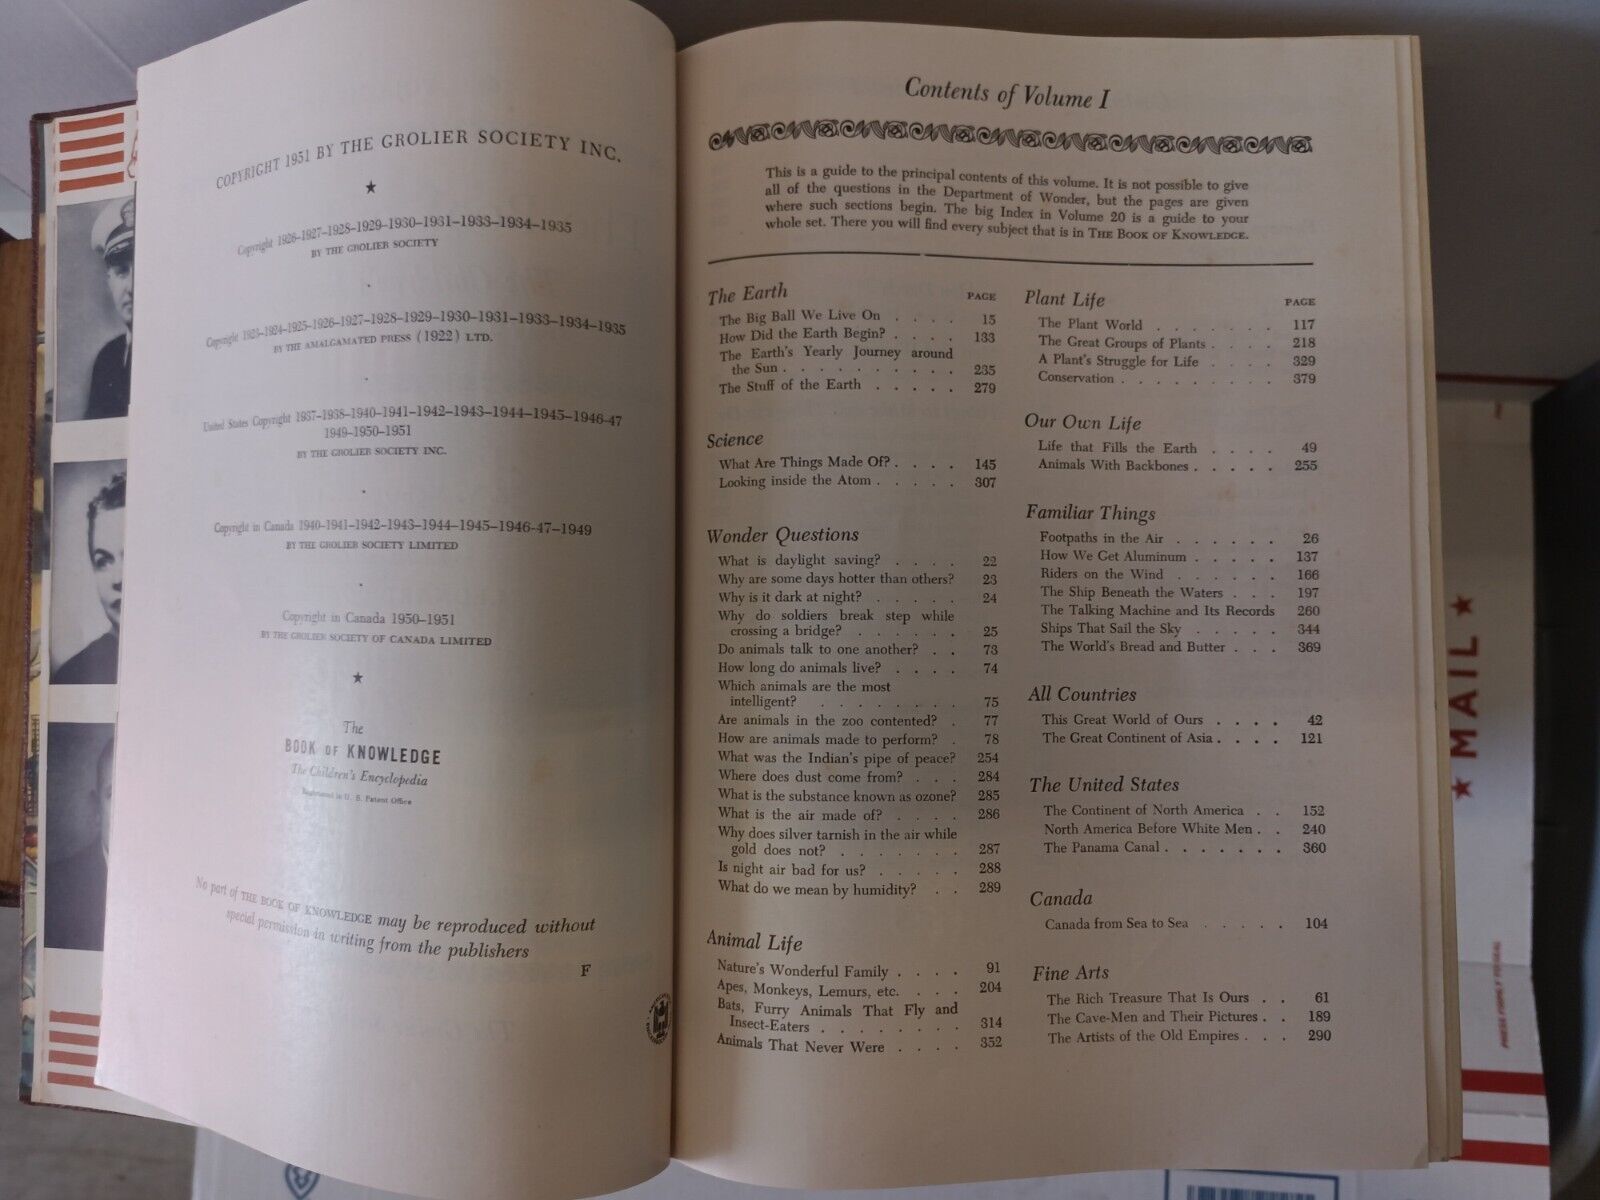 COPYRIGHT 1951 BY THE GROLIER SOCIETY INC.
★
Copyright 1926–1927–1928–1929–1930–1931–1933–1934–1935
BY THE GROLIER SOCIETY
Copyright 1923–1924–1925–1926–1927–1928–1929–1930–1931–1933–1934–1935
BY THE AMALGAMATED PRESS (1922) LTD.
United States Copyright 1937–1938–1940–1941–1942–1943–1944–1945–1946-47
1949–1950–1951
BY THE GROLIER SOCIETY INC.
Copyright in Canada 1940–1941–1942–1943–1944–1945–1946-47–1949
BY THE GROLIER SOCIETY LIMITED
Copyright in Canada 1950–1951
BY THE GROLIER SOCIETY OF CANADA LIMITED
★
The
BOOK OF KNOWLEDGE
The Children's Encyclopedia
Registered in U. S. Patent Office
No part of THE BOOK OF KNOWLEDGE may be reproduced without
special permission in writing from the publishers
F
Contents of Volume I
This is a guide to the principal contents of this volume. It is not possible to give
all of the questions in the Department of Wonder, but the pages are given
where such sections begin. The big Index in Volume 20 is a guide to your
whole set. There you will find every subject that is in THE BOOK OF KNOWLEDGE.
The Earth PAGE
The Big Ball We Live On . . . . 15
How Did the Earth Begin? . . . . 133
The Earth's Yearly Journey around
the Sun . . . . . . . . . . 235
The Stuff of the Earth . . . . . 279
Science
What Are Things Made Of? . . . . 145
Looking inside the Atom . . . . . 307
Wonder Questions
What is daylight saving? . . . . 22
Why are some days hotter than others? 23
Why is it dark at night? . . . . . 24
Why do soldiers break step while
crossing a bridge? . . . . . . 25
Do animals talk to one another? . . 73
How long do animals live? . . . . 74
Which animals are the most
intelligent? . . . . . . . . 75
Are animals in the zoo contented? . 77
How are animals made to perform? . 78
What was the Indian's pipe of peace? 254
Where does dust come from? . . . 284
What is the substance known as ozone? 285
What is the air made of? . . . . 286
Why does silver tarnish in the air while
gold does not? . . . . . . . 287
Is night air bad for us? . . . . . 288
What do we mean by humidity? . . 289
Animal Life
Nature's Wonderful Family . . . . 91
Apes, Monkeys, Lemurs, etc. . . . 204
Bats, Furry Animals That Fly and
Insect-Eaters . . . . . . . . 314
Animals That Never Were . . . . 352
Plant Life PAGE
The Plant World . . . . . . . 117
The Great Groups of Plants . . . . 218
A Plant's Struggle for Life . . . . 329
Conservation . . . . . . . . . 379
Our Own Life
Life that Fills the Earth . . . . 49
Animals With Backbones . . . . . 255
Familiar Things
Footpaths in the Air . . . . . . 26
How We Get Aluminum . . . . . 137
Riders on the Wind . . . . . . 166
The Ship Beneath the Waters . . . 197
The Talking Machine and Its Records 260
Ships That Sail the Sky . . . . . 344
The World's Bread and Butter . . . 369
All Countries
This Great World of Ours . . . . 42
The Great Continent of Asia . . . . 121
The United States
The Continent of North America . . 152
North America Before White Men . . 240
The Panama Canal . . . . . . . 360
Canada
Canada from Sea to Sea . . . . . 104
Fine Arts
The Rich Treasure That Is Ours . . 61
The Cave-Men and Their Pictures . . 189
The Artists of the Old Empires . . . 290
★ MAIL ★